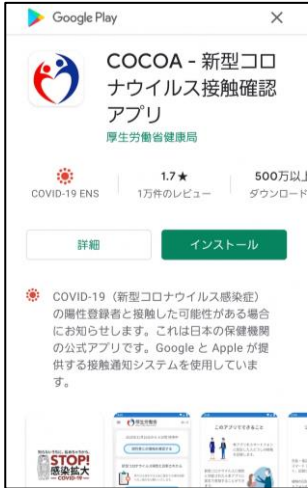 Google Play
COCOA - 新型コロ
ナウイルス接触確認
アプリ
厚生労働省健康局
COVID-19 ENS
1.7★
1万件のレビュー
500万以上
ダウンロード
詳細
インストール
COVID-19（新型コロナウイルス感染症）
の陽性登録者と接触した可能性がある場合
にお知らせします。これは日本の保健機関
の公式アプリです。Google と Apple が提
供する接触通知システムを使用していま
す。
STOP!
感染拡大
COVID-19
このアプリでできること